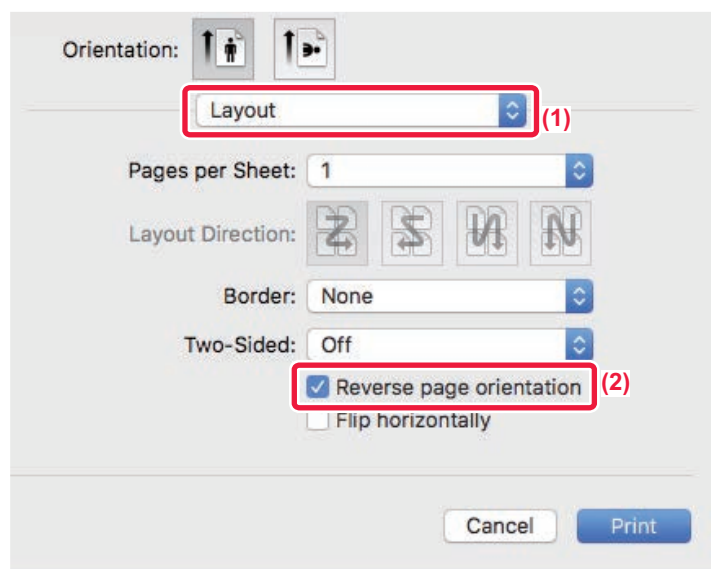 Orientation:
Layout
(1)
Pages per Sheet: 1
Layout Direction:
Border: None
Two-Sided: Off
Reverse page orientation
(2)
Flip horizontally
Cancel Print